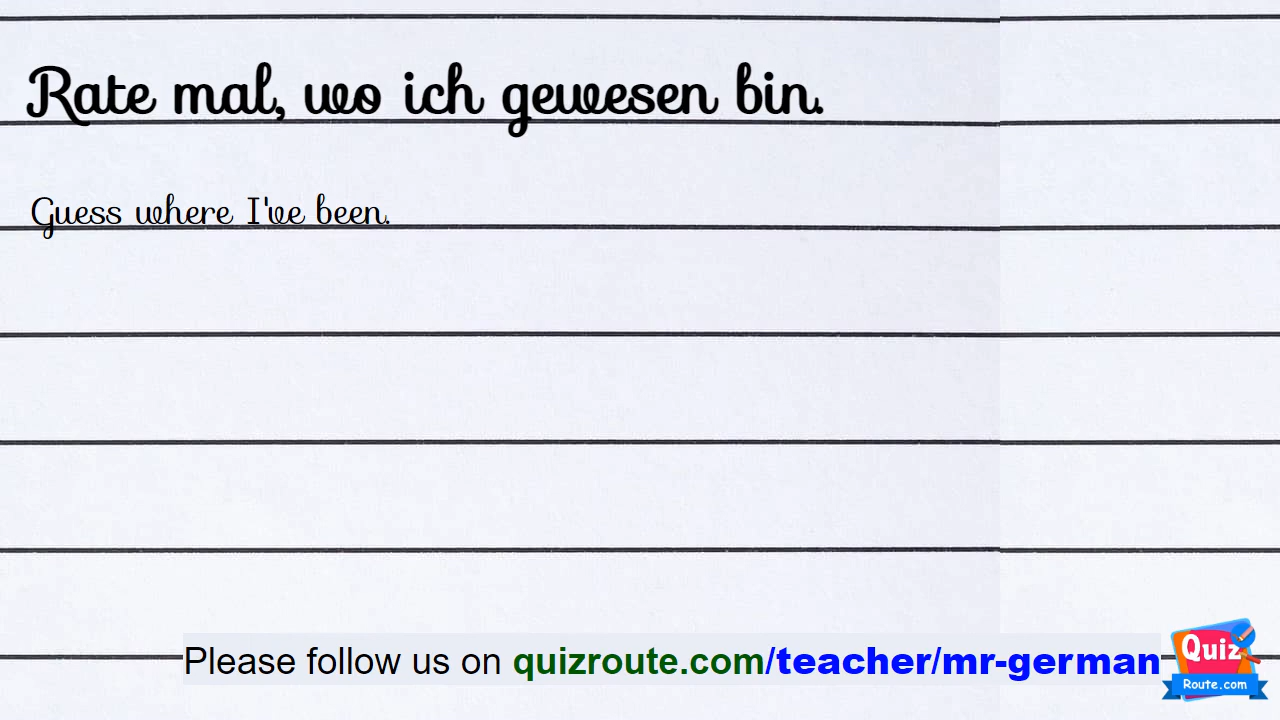 Rate mal, wo ich gewesen bin.
Guess where I've been.
Please follow us on quizroute.com/teacher/mr-german
Quiz
Route.com